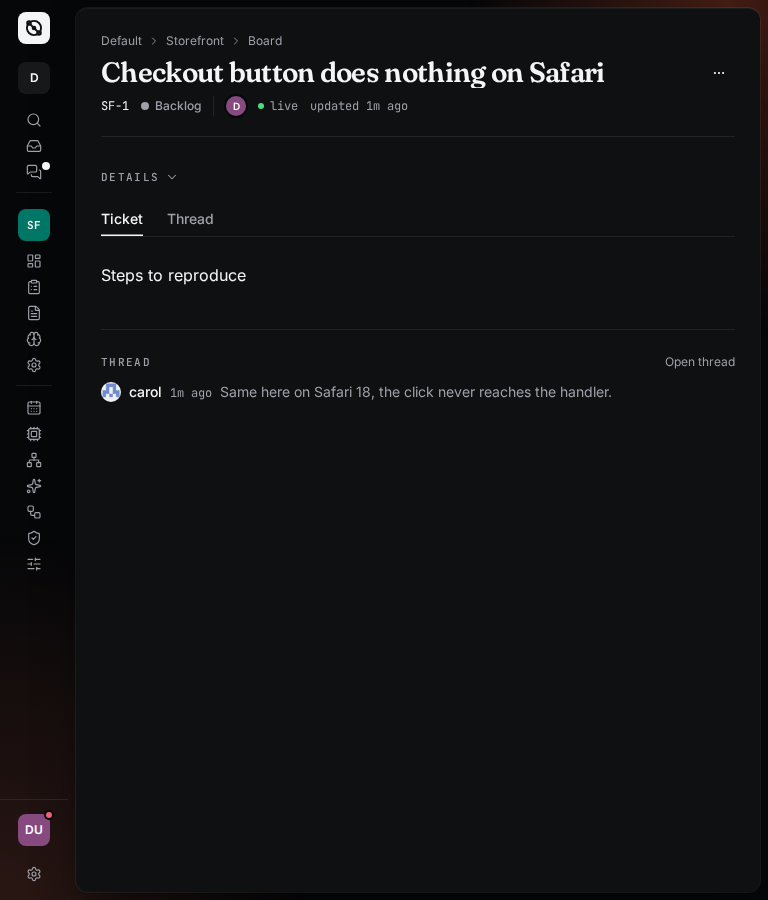 D
SF
DU
Default > Storefront > Board
Checkout button does nothing on Safari
···
SF-1 Backlog D live updated 1m ago
DETAILS
Ticket Thread
Steps to reproduce
THREAD Open thread
carol 1m ago Same here on Safari 18, the click never reaches the handler.